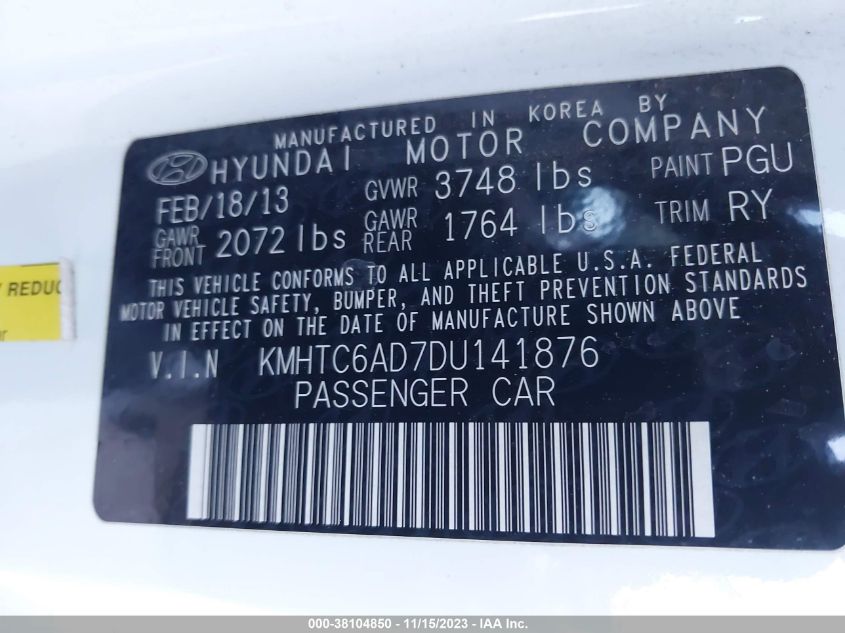 MANUFACTURED IN KOREA BY
HYUNDAI MOTOR COMPANY
FEB/18/13 GVWR 3748 lbs PAINT PGU
GAWR FRONT 2072 lbs GAWR REAR 1764 lbs TRIM RY
THIS VEHICLE CONFORMS TO ALL APPLICABLE U.S.A. FEDERAL
MOTOR VEHICLE SAFETY, BUMPER, AND THEFT PREVENTION STANDARDS
IN EFFECT ON THE DATE OF MANUFACTURE SHOWN ABOVE
V.I.N KMHTC6AD7DU141876
PASSENGER CAR
REDUC
000-38104850 - 11/15/2023 - IAA Inc.